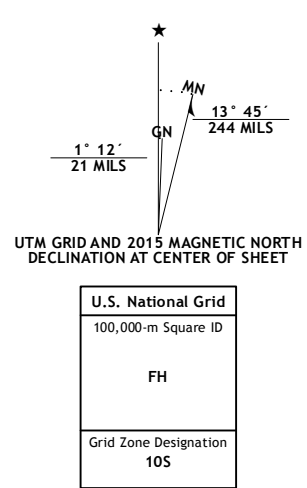 ★
MN
GN
13° 45´
244 MILS
1° 12´
21 MILS
UTM GRID AND 2015 MAGNETIC NORTH
DECLINATION AT CENTER OF SHEET
U.S. National Grid
100,000-m Square ID
FH
Grid Zone Designation
10S